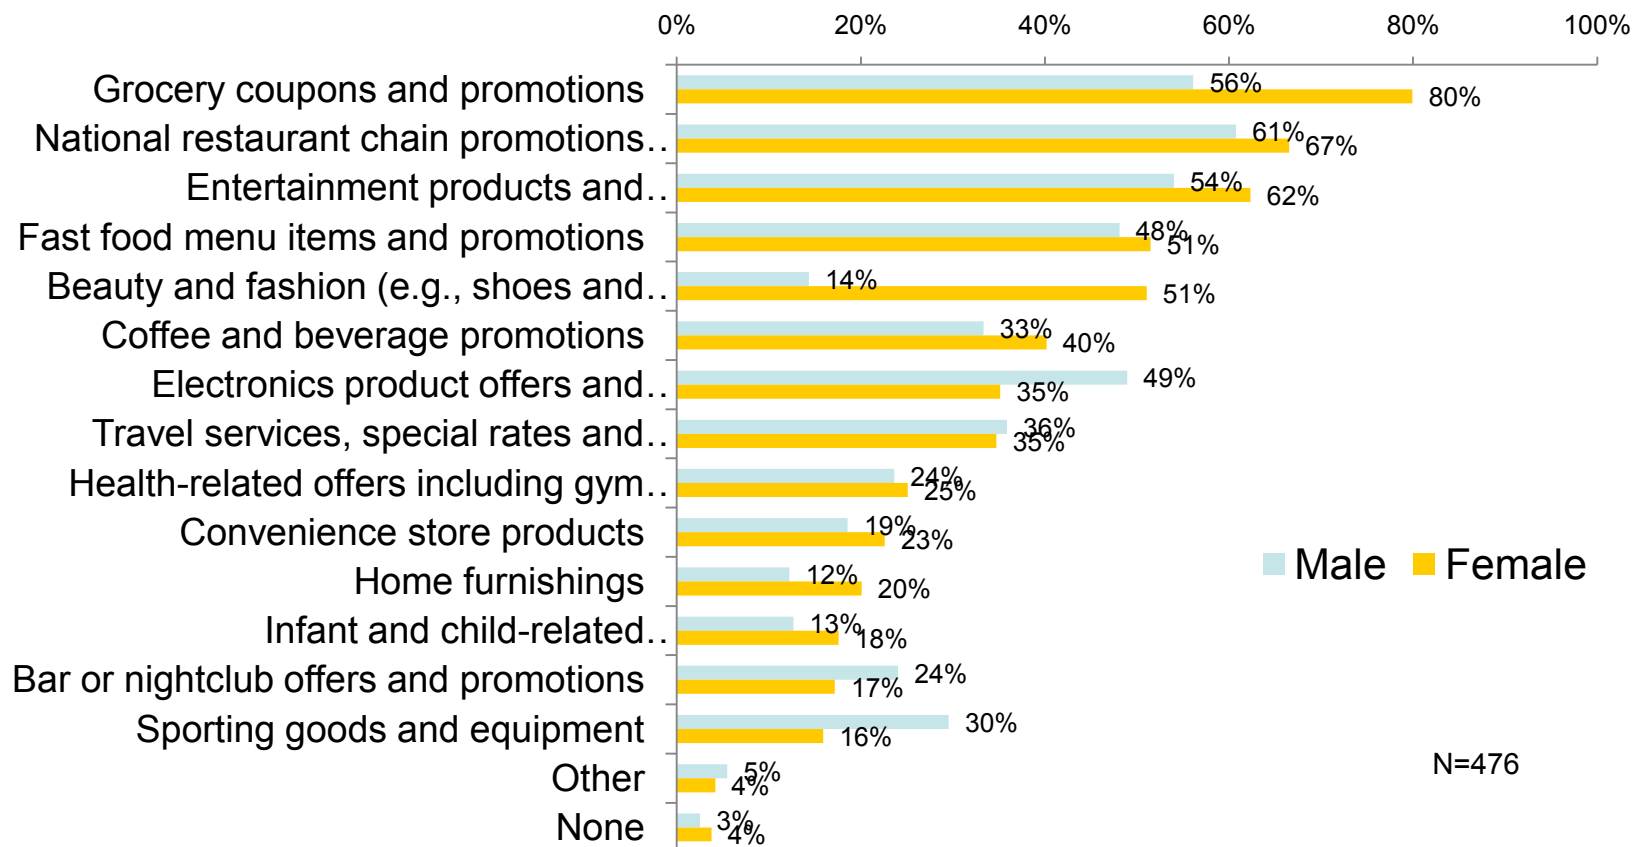 0% 20% 40% 60% 80% 100%
Grocery coupons and promotions 56% 80%
National restaurant chain promotions.. 61% 67%
Entertainment products and.. 54% 62%
Fast food menu items and promotions 48% 51%
Beauty and fashion (e.g., shoes and.. 14% 51%
Coffee and beverage promotions 33% 40%
Electronics product offers and.. 49% 35%
Travel services, special rates and.. 36% 35%
Health-related offers including gym.. 24% 25%
Convenience store products 19% 23%
Home furnishings 12% 20%
Infant and child-related.. 13% 18%
Bar or nightclub offers and promotions 24% 17%
Sporting goods and equipment 30% 16%
Other 5% 4%
None 3% 4%
Male Female
N=476